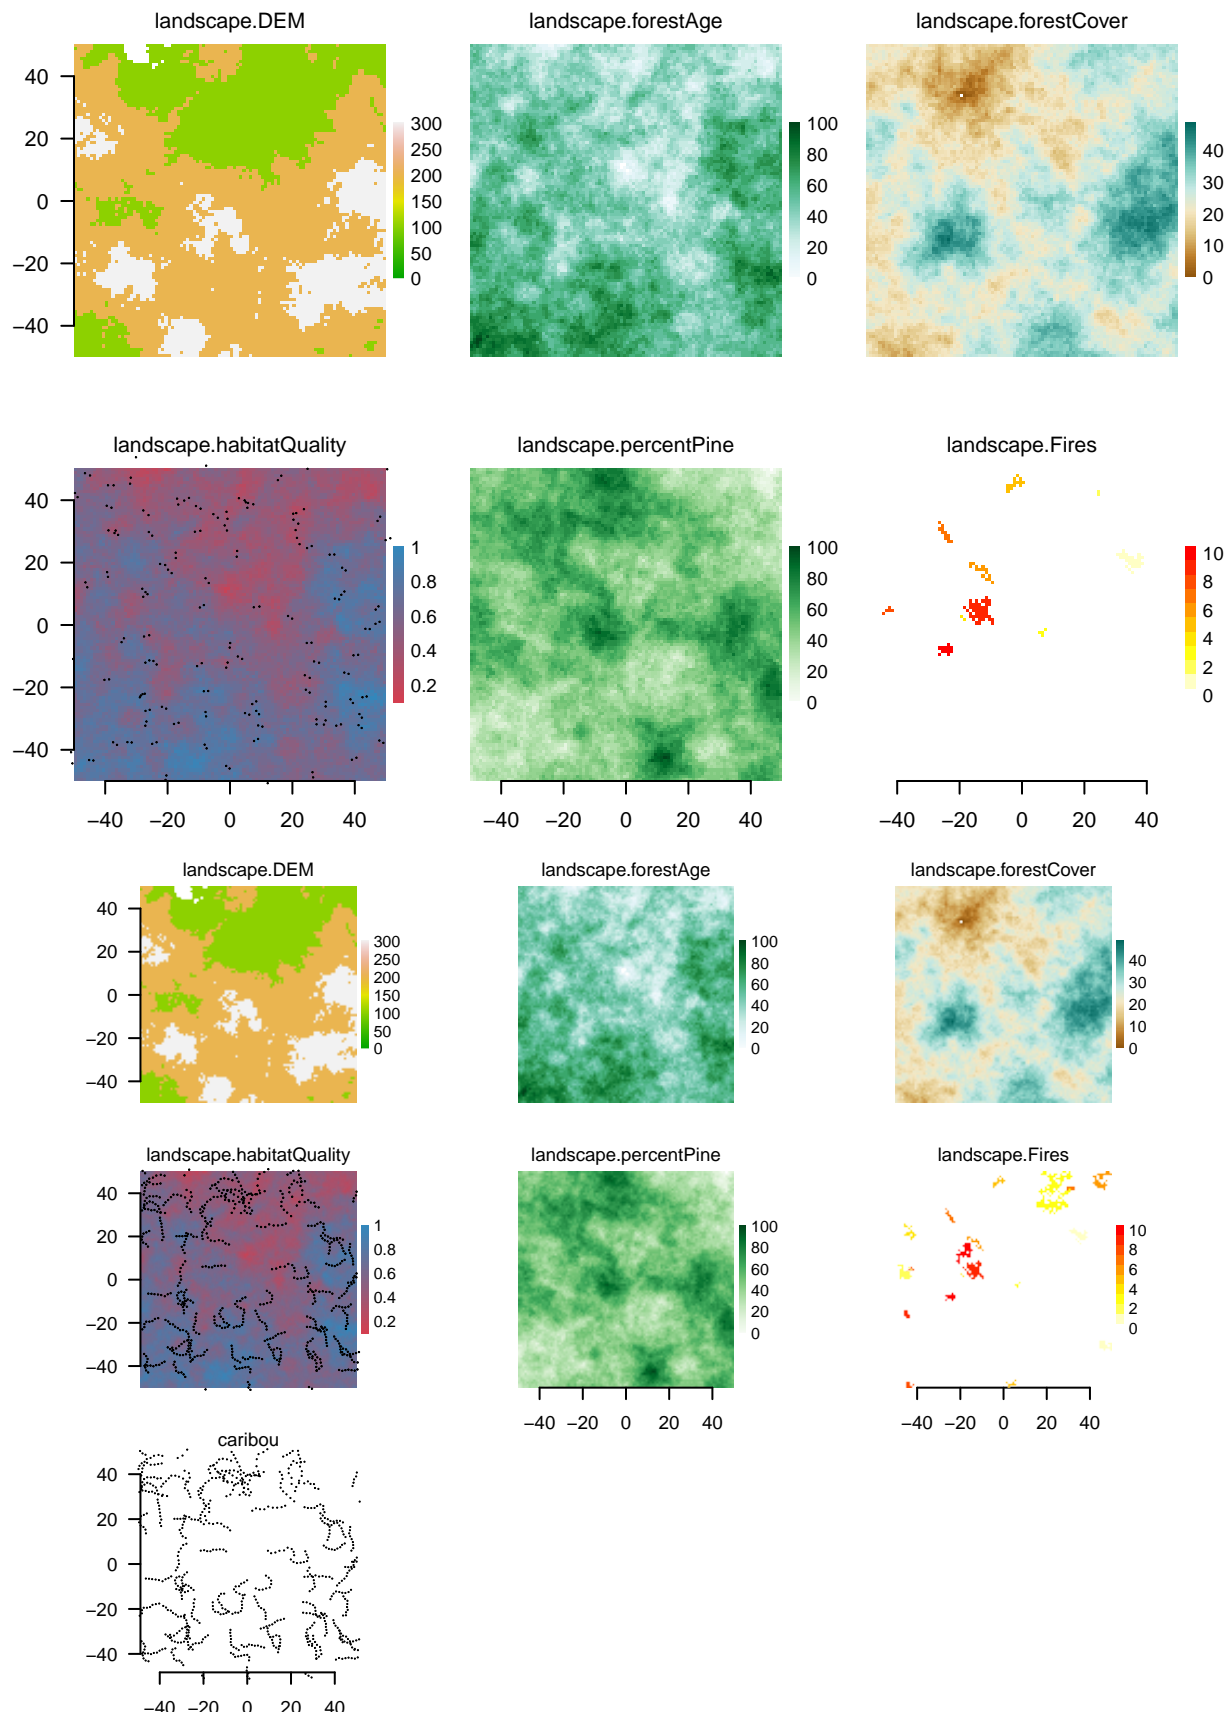 landscape.DEM landscape.forestAge landscape.forestCover
40 20 0 −20 −40
300 250 200 150 100 50 0
100 80 60 40 20 0
40 30 20 10 0
landscape.habitatQuality landscape.percentPine landscape.Fires
40 20 0 −20 −40
1 0.8 0.6 0.4 0.2
100 80 60 40 20 0
10 8 6 4 2 0
−40 −20 0 20 40 −40 −20 0 20 40 −40 −20 0 20 40
landscape.DEM landscape.forestAge landscape.forestCover
40 20 0 −20 −40
300 250 200 150 100 50 0
100 80 60 40 20 0
40 30 20 10 0
landscape.habitatQuality landscape.percentPine landscape.Fires
40 20 0 −20 −40
1 0.8 0.6 0.4 0.2
100 80 60 40 20 0
10 8 6 4 2 0
−40 −20 0 20 40 −40 −20 0 20 40
caribou
40 20 0 −20 −40
−40 −20 0 20 40